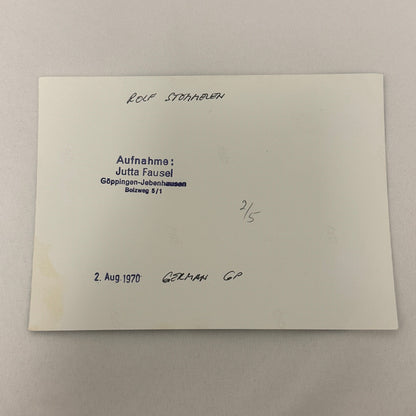 ROLF STOMMELEN
Aufnahme:
Jutta Fausel
Göppingen-Jebenhausen
Bolzweg 5/1
2/5
2. Aug. 1970 GERMAN GP